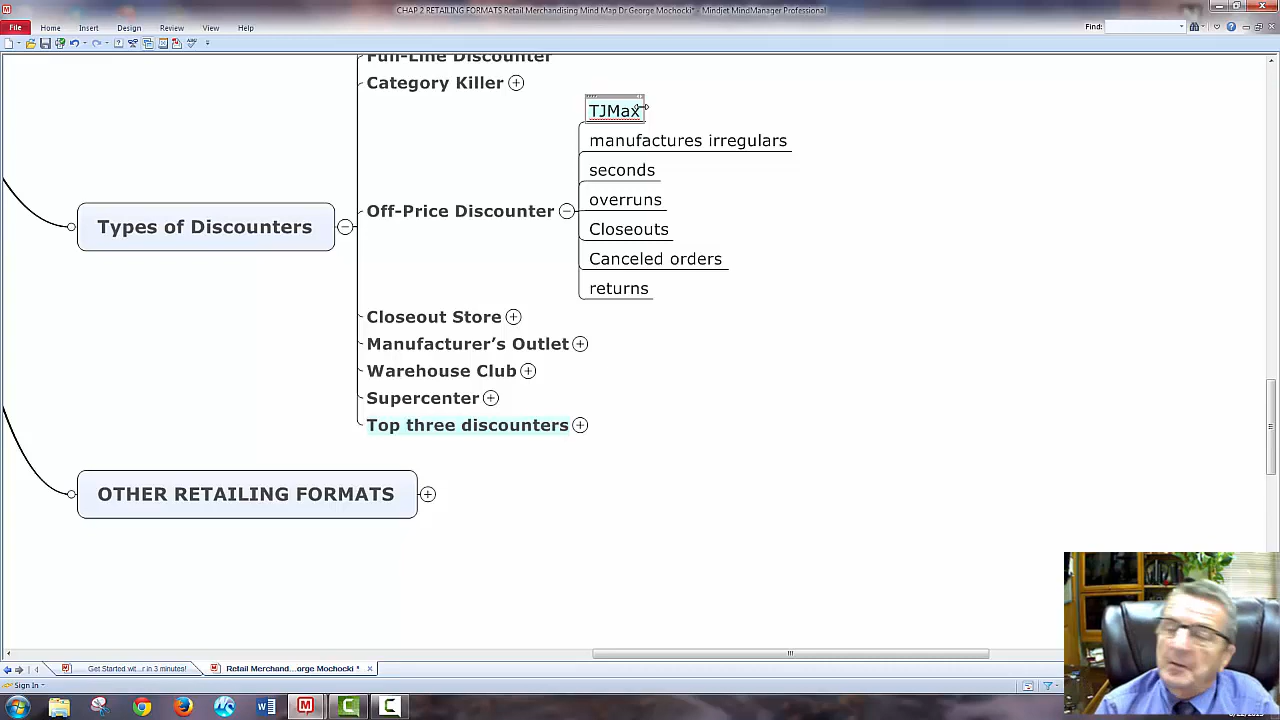 CHAP 2 RETAILING FORMATS Retail Merchandising Mind Map Dr George Mochocki* - Mindjet MindManager Professional
File Home Insert Design Review View Help
Find:
Full-Line Discounter
Category Killer
TJMax
manufactures irregulars
seconds
overruns
Closeouts
Canceled orders
returns
Types of Discounters
Off-Price Discounter
Closeout Store
Manufacturer’s Outlet
Warehouse Club
Supercenter
Top three discounters
OTHER RETAILING FORMATS
Get Started wit...r in 3 minutes! Retail Merchand...orge Mochocki *
Sign In